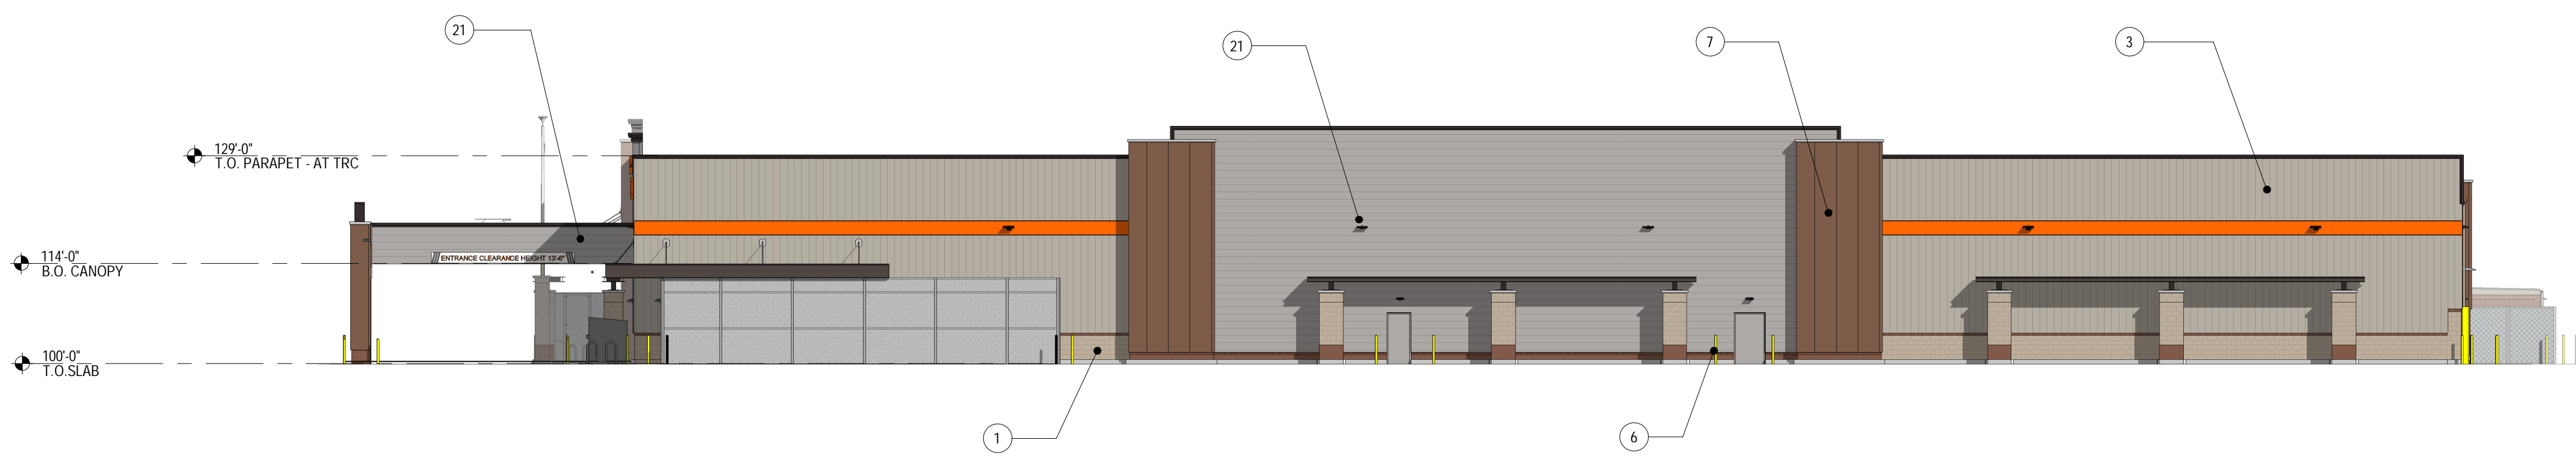 21
21
7
3
129'-0"
T.O. PARAPET - AT TRC
114'-0"
B.O. CANOPY
ENTRANCE CLEARANCE HEIGHT 13'-6"
100'-0"
T.O.SLAB
1
6